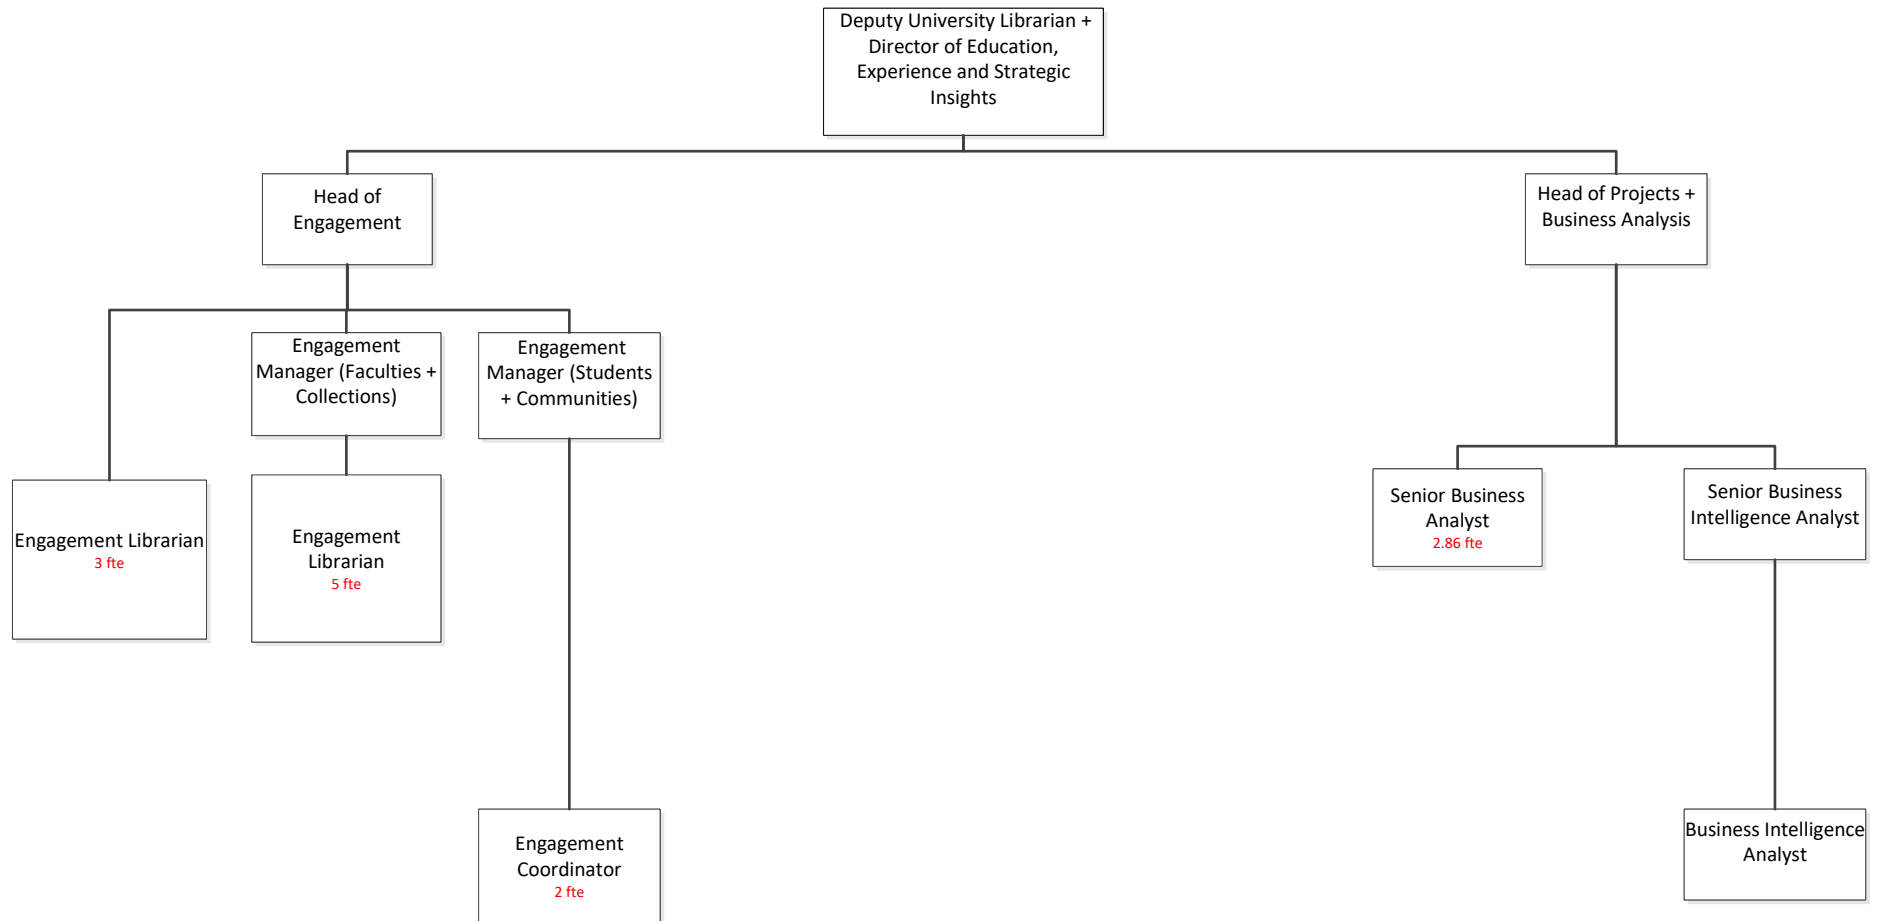 Deputy University Librarian +
Director of Education,
Experience and Strategic
Insights
Head of
Engagement
Head of Projects +
Business Analysis
Engagement
Manager (Faculties +
Collections)
Engagement
Manager (Students
+ Communities)
Engagement Librarian
3 fte
Engagement
Librarian
5 fte
Senior Business
Analyst
2.86 fte
Senior Business
Intelligence Analyst
Engagement
Coordinator
2 fte
Business Intelligence
Analyst